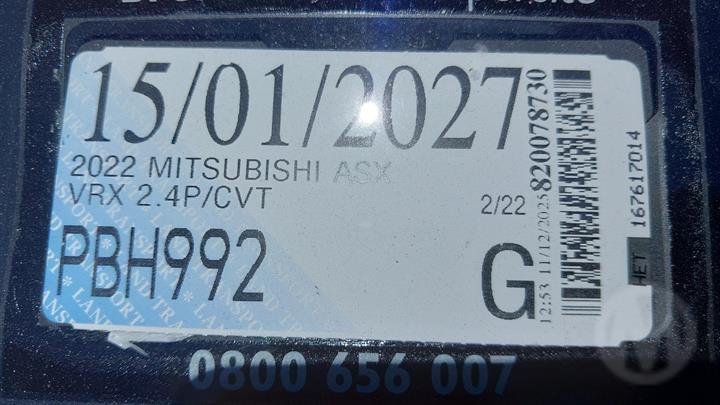 15/01/2027
2022 MITSUBISHI ASX
VRX 2.4P/CVT
2/22
PBH992
G
12:53 11/12/2025
820078730
167617014
HET
0800 656 007